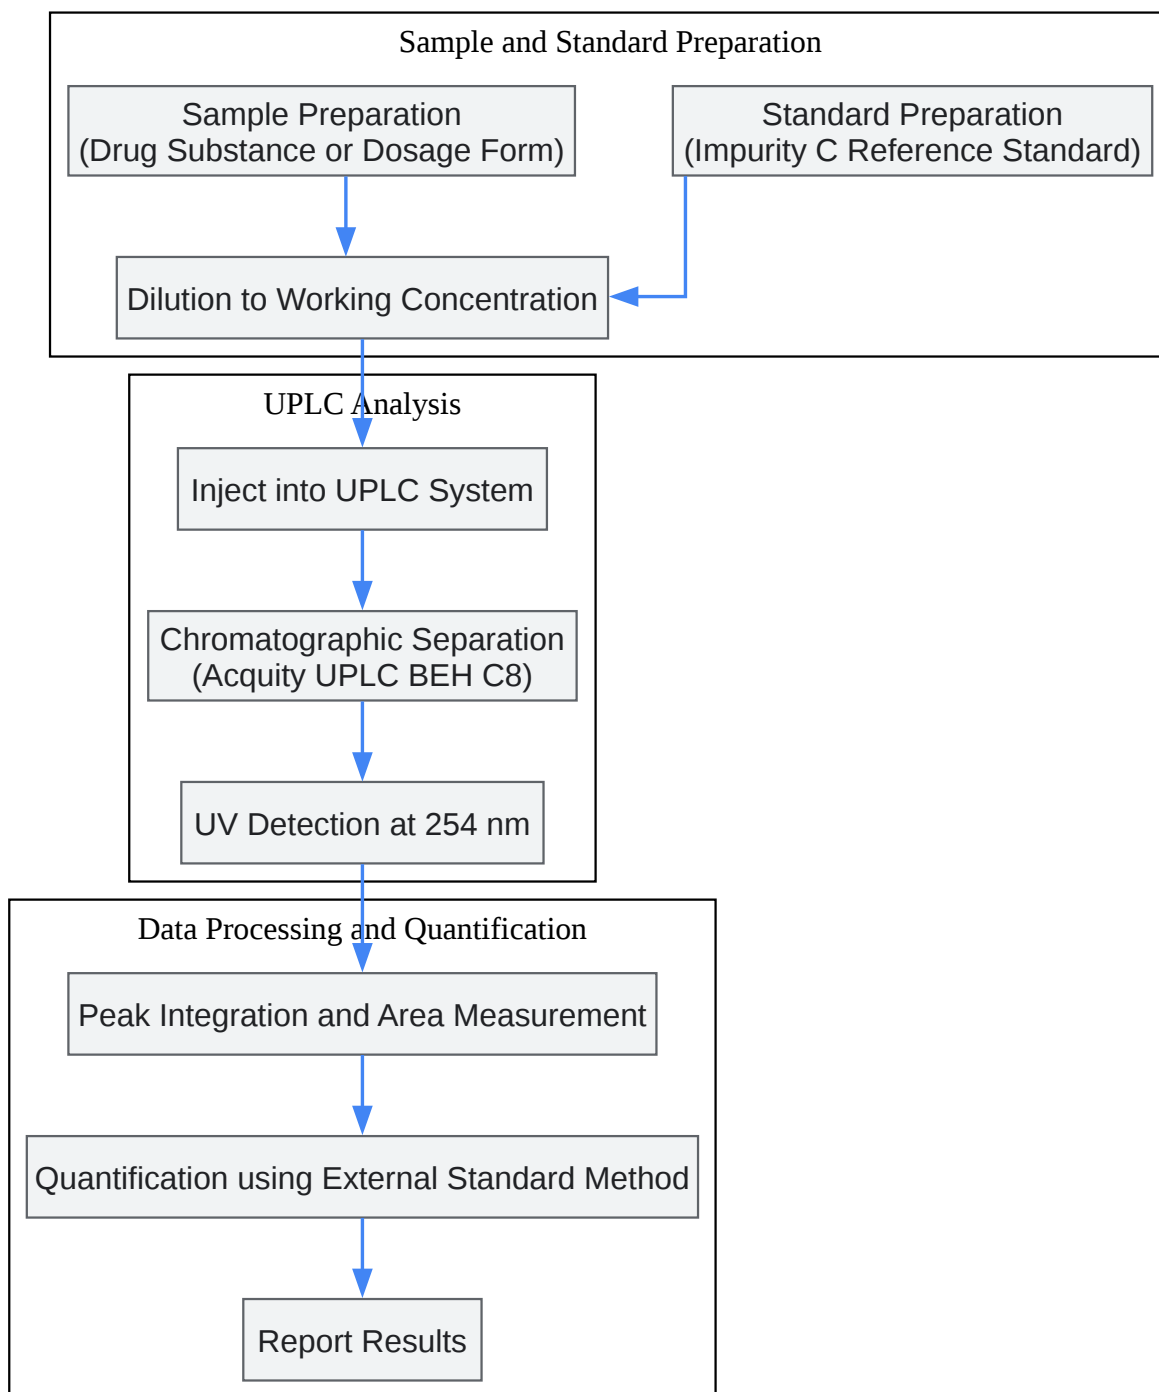 Sample and Standard Preparation
Sample Preparation
(Drug Substance or Dosage Form)
Standard Preparation
(Impurity C Reference Standard)
Dilution to Working Concentration
UPLC Analysis
Inject into UPLC System
Chromatographic Separation
(Acquity UPLC BEH C8)
UV Detection at 254 nm
Data Processing and Quantification
Peak Integration and Area Measurement
Quantification using External Standard Method
Report Results